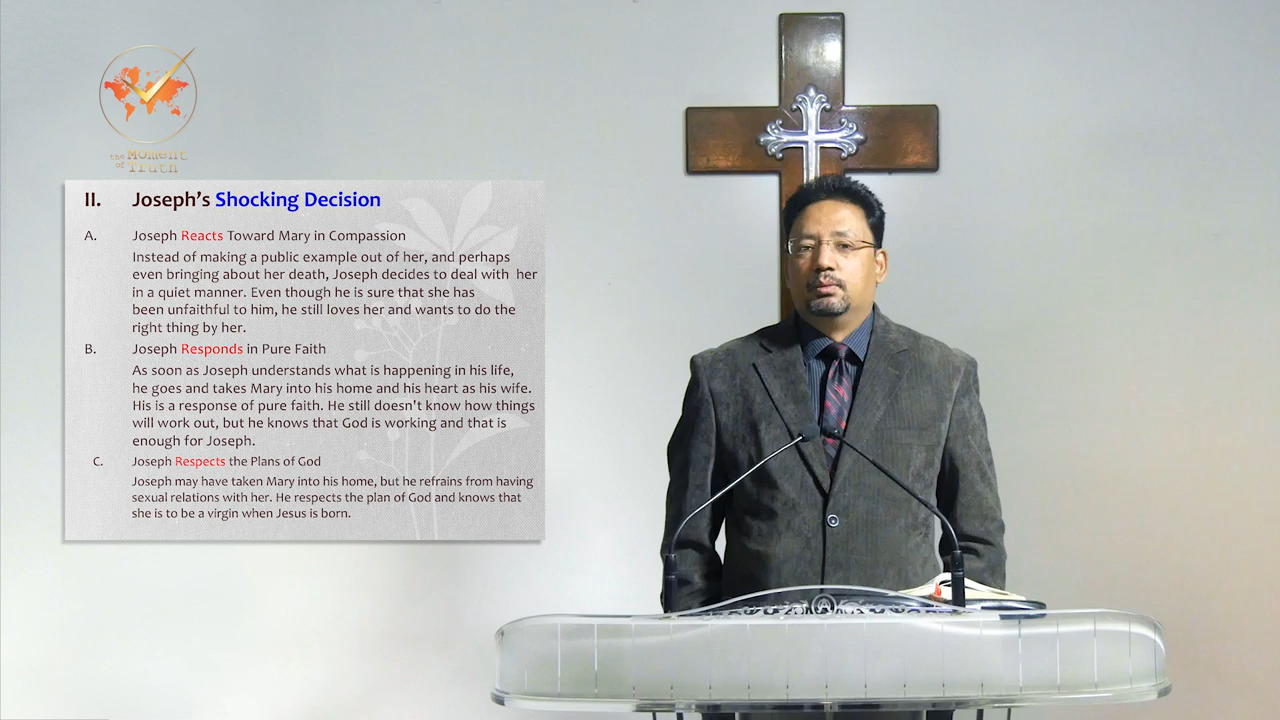 the Moment
of Truth
II. Joseph's Shocking Decision
A. Joseph Reacts Toward Mary in Compassion
Instead of making a public example out of her, and perhaps
even bringing about her death, Joseph decides to deal with her
in a quiet manner. Even though he is sure that she has
been unfaithful to him, he still loves her and wants to do the
right thing by her.
B. Joseph Responds in Pure Faith
As soon as Joseph understands what is happening in his life,
he goes and takes Mary into his home and his heart as his wife.
His is a response of pure faith. He still doesn't know how things
will work out, but he knows that God is working and that is
enough for Joseph.
C. Joseph Respects the Plans of God
Joseph may have taken Mary into his home, but he refrains from having
sexual relations with her. He respects the plan of God and knows that
she is to be a virgin when Jesus is born.